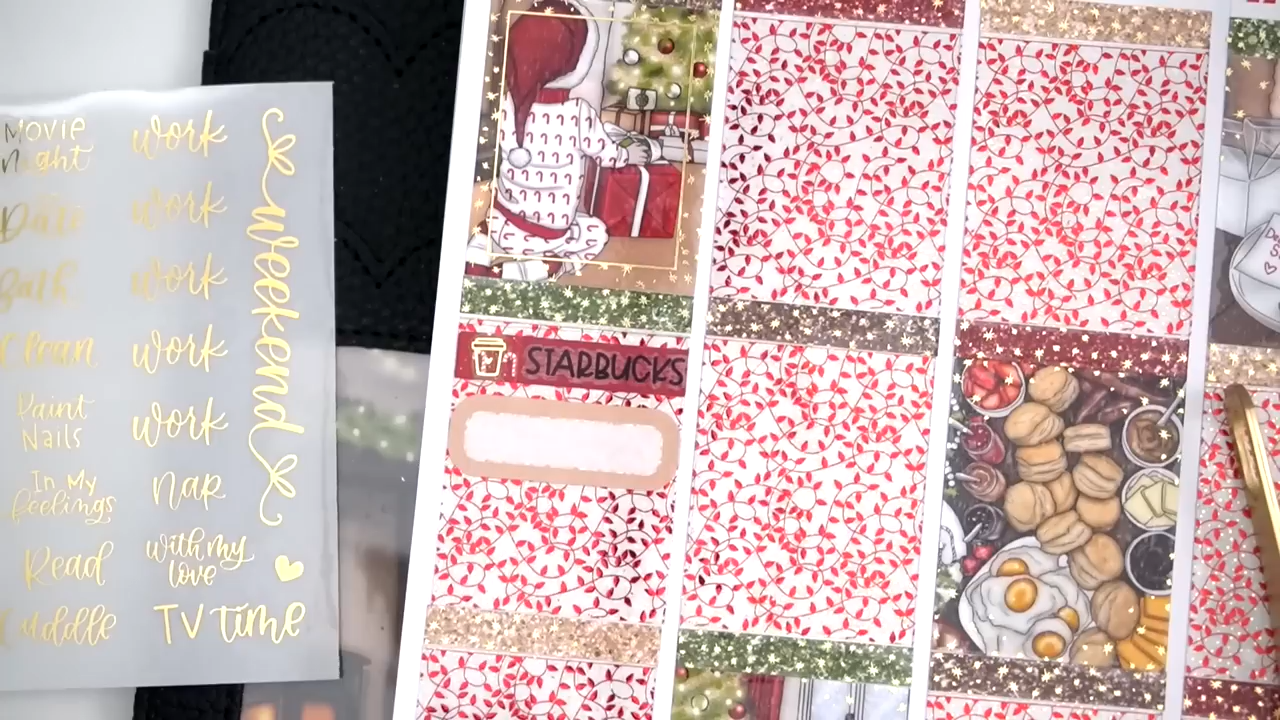 Movie
Night
Date
Bath
Clean
Paint
Nails
In My
feelings
Read
Cuddle
work
work
work
work
work
Nap
with my
love
TV time
weekend
STARBUCKS